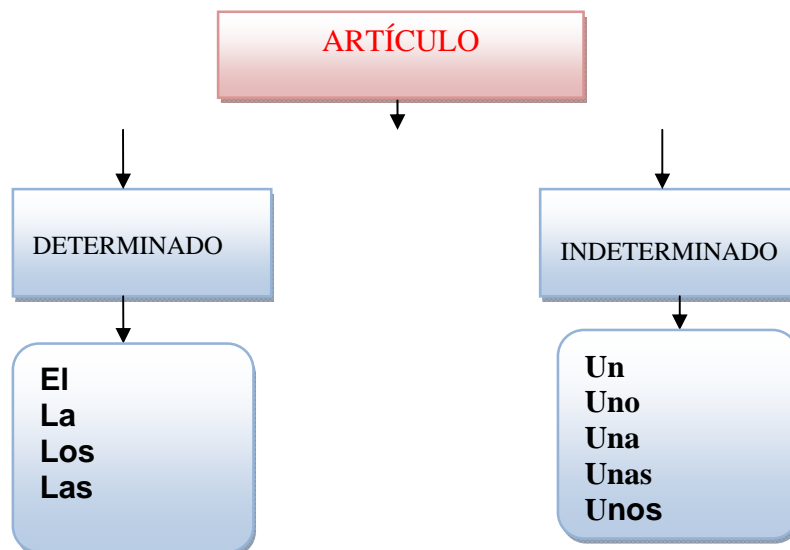 ARTÍCULO
DETERMINADO
INDETERMINADO
El
La
Los
Las
Un
Uno
Una
Unas
Unos